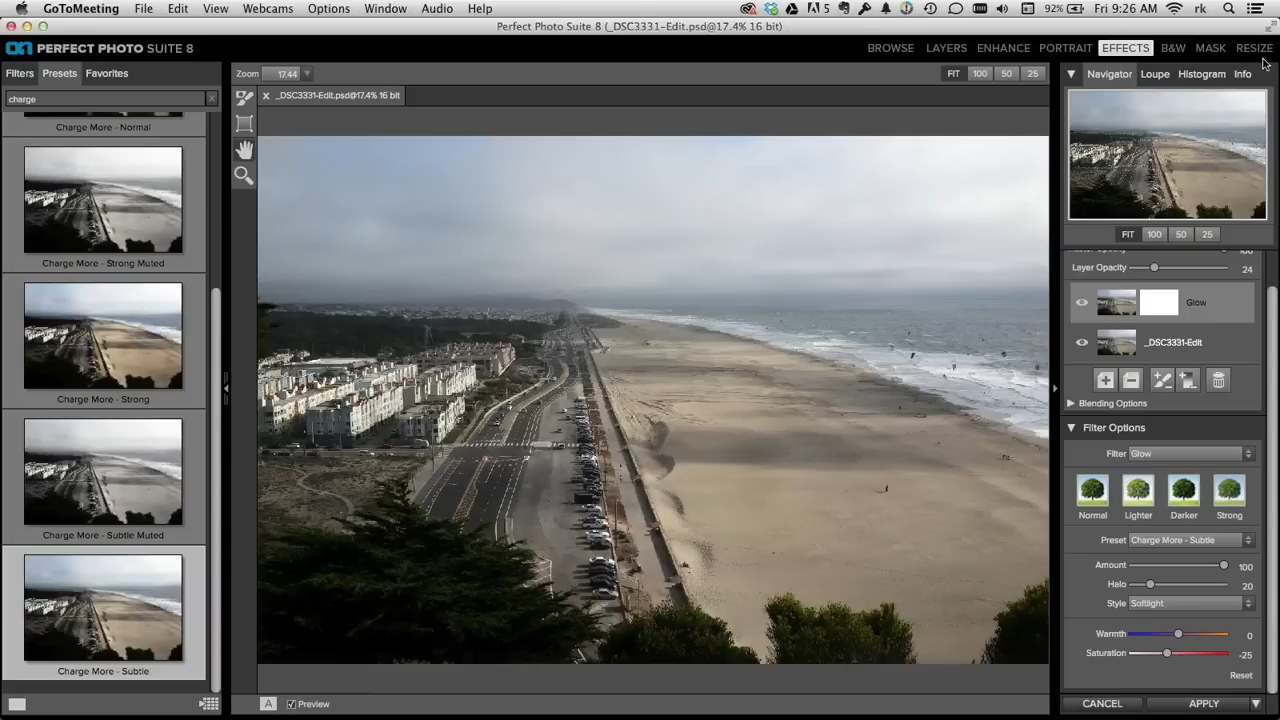 GoToMeeting File Edit View Webcams Options Window Audio Help 5 92% Fri 9:26 AM rk
Perfect Photo Suite 8 (_DSC3331-Edit.psd@17.4% 16 bit)
PERFECT PHOTO SUITE 8 BROWSE LAYERS ENHANCE PORTRAIT EFFECTS B&W MASK RESIZE
Filters Presets Favorites
Zoom 17.44 FIT 100 50 25
Navigator Loupe Histogram Info
charge x
× _DSC3331-Edit.psd@17.4% 16 bit
Charge More - Normal
Charge More - Strong Muted
Charge More - Strong
Charge More - Subtle Muted
Charge More - Subtle
FIT 100 50 25
Layer Opacity 24
Glow
_DSC3331-Edit
Blending Options
Filter Options
Filter Glow
Normal Lighter Darker Strong
Preset Charge More - Subtle
Amount 100
Halo 20
Style Softlight
Warmth 0
Saturation -25
Reset
A Preview
CANCEL APPLY